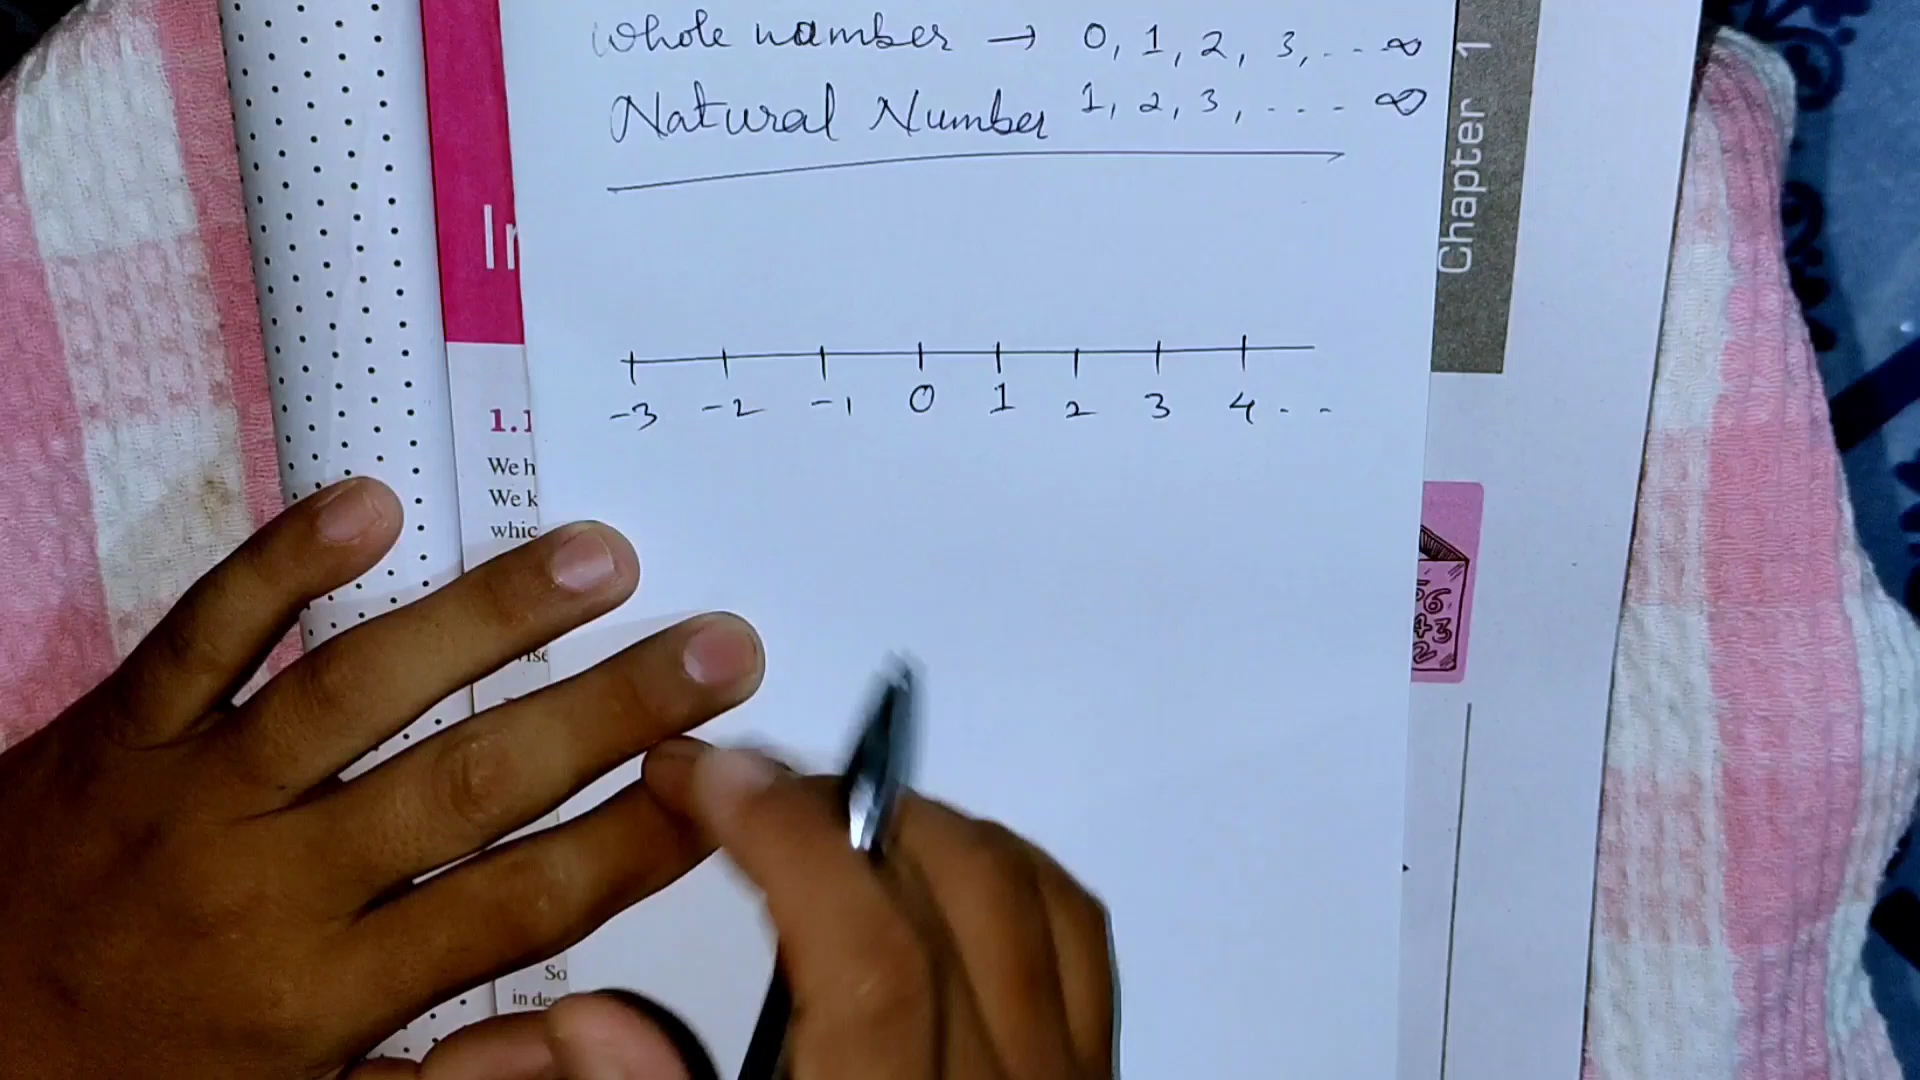 Whole number → 0, 1, 2, 3, .. ∞
Natural Number 1, 2, 3, ... ∞
Chapter 1
-3 -2 -1 0 1 2 3 4 . .
1.1
We h
We k
whic
So
in de